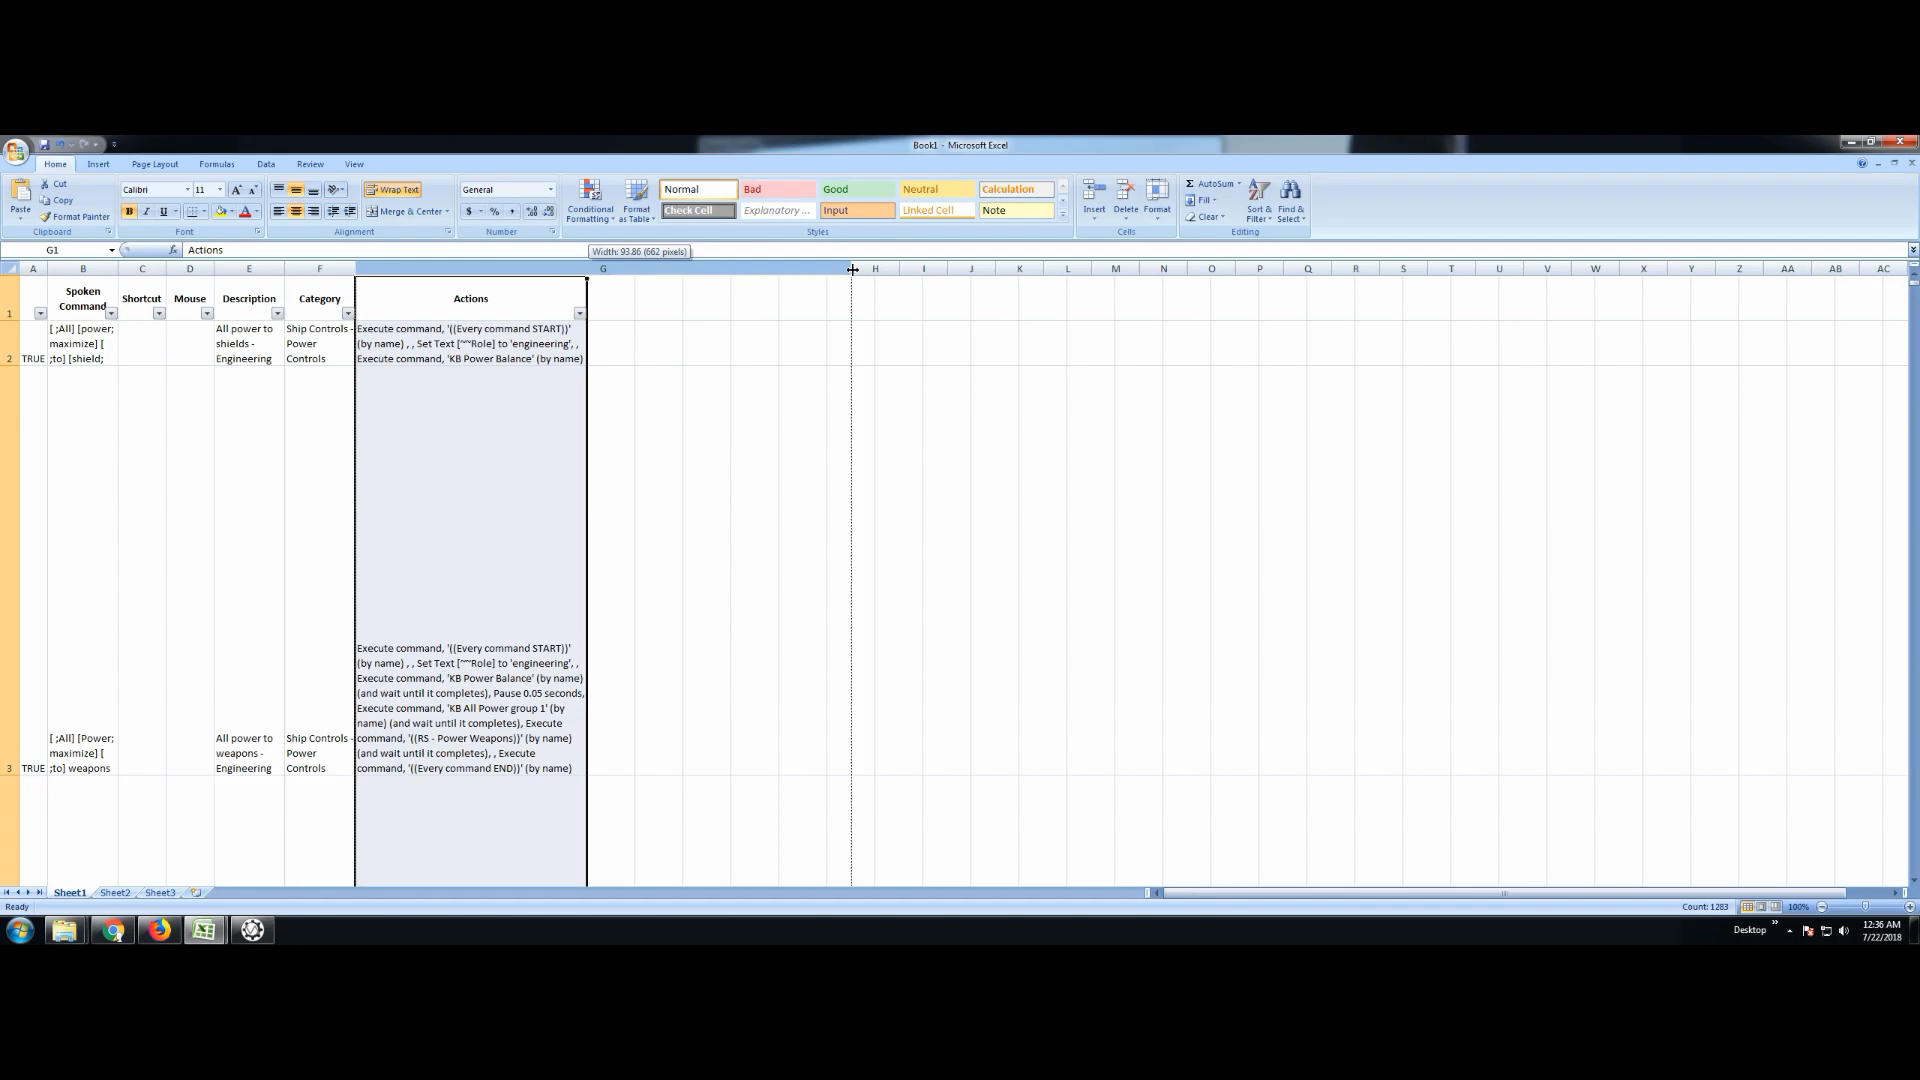 Book1 - Microsoft Excel
Home Insert Page Layout Formulas Data Review View
Paste
Cut
Copy
Format Painter
Clipboard
Calibri 11
B I U
Font
Wrap Text
Merge & Center
Alignment
General
$ % ,
Number
Conditional Formatting
Format as Table
Normal Bad Good Neutral Calculation
Check Cell Explanatory ... Input Linked Cell Note
Styles
Insert Delete Format
Cells
Σ AutoSum
Fill
Clear
Sort & Filter
Find & Select
Editing
G1 fx Actions
Width: 93.86 (662 pixels)
A B C D E F G H I J K L M N O P Q R S T U V W X Y Z AA AB AC
1
Spoken
Command
Shortcut
Mouse
Description
Category
Actions
2
TRUE
[ ;All] [power;
maximize] [
;to] [shield;
All power to
shields -
Engineering
Ship Controls -
Power
Controls
Execute command, '((Every command START))'
(by name) , , Set Text [~~Role] to 'engineering', ,
Execute command, 'KB Power Balance' (by name)
3
TRUE
[ ;All] [Power;
maximize] [
;to] weapons
All power to
weapons -
Engineering
Ship Controls -
Power
Controls
Execute command, '((Every command START))'
(by name) , , Set Text [~~Role] to 'engineering', ,
Execute command, 'KB Power Balance' (by name)
(and wait until it completes), Pause 0.05 seconds,
Execute command, 'KB All Power group 1' (by
name) (and wait until it completes), Execute
command, '((RS - Power Weapons))' (by name)
(and wait until it completes), , Execute
command, '((Every command END))' (by name)
Sheet1 Sheet2 Sheet3
Ready
Count: 1283
100%
Desktop
12:36 AM
7/22/2018